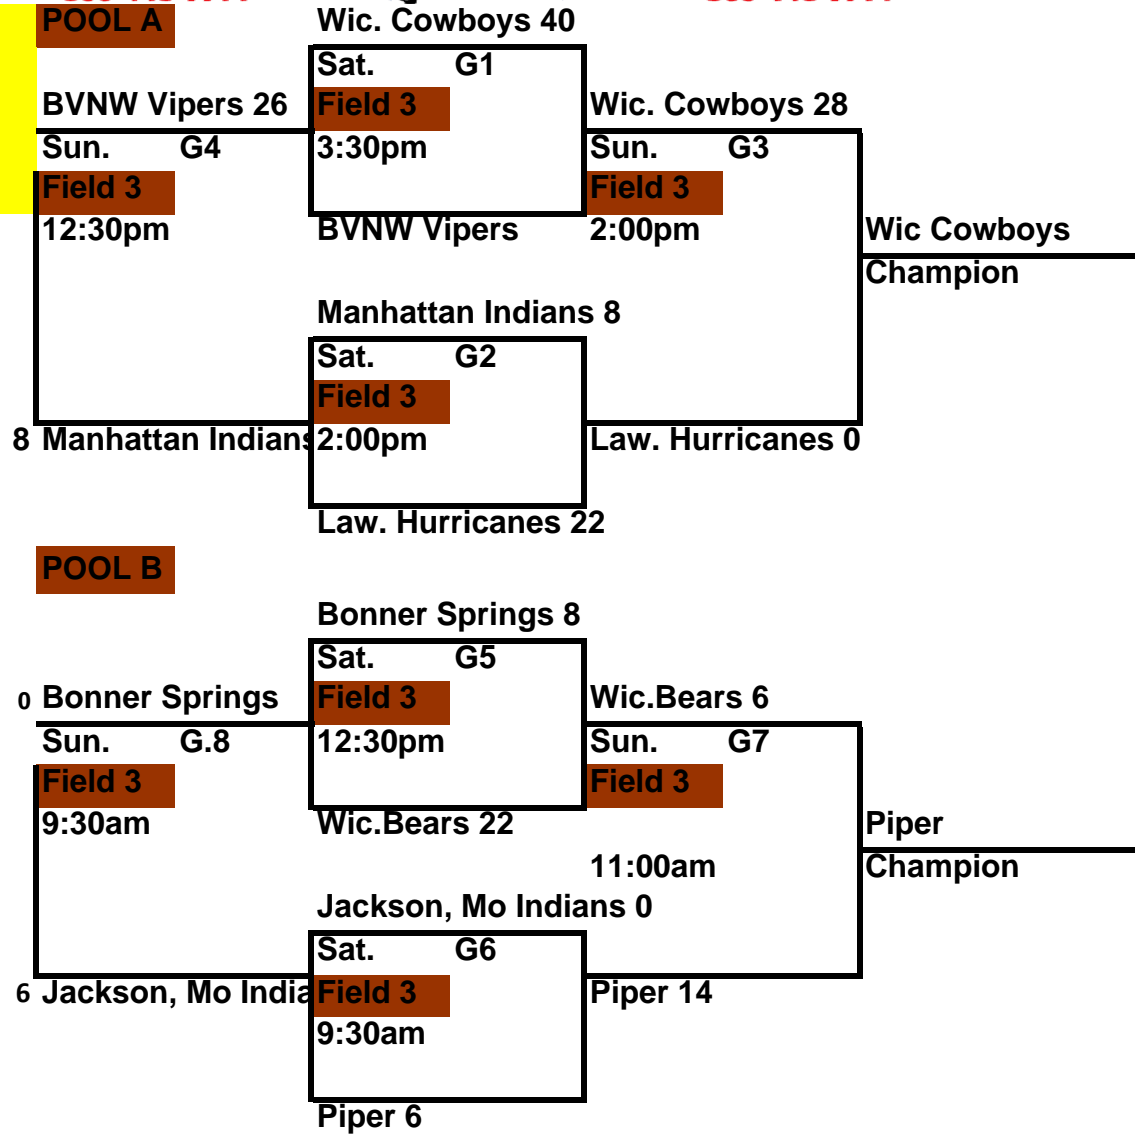 POOL A
Wic. Cowboys 40
Sat. G1
BVNW Vipers 26
Field 3
Wic. Cowboys 28
Sun. G4
3:30pm
Sun. G3
Field 3
Field 3
12:30pm
BVNW Vipers
2:00pm
Wic Cowboys
Champion
Manhattan Indians 8
Sat. G2
Field 3
8 Manhattan Indians
2:00pm
Law. Hurricanes 0
Law. Hurricanes 22
POOL B
Bonner Springs 8
Sat. G5
0 Bonner Springs
Field 3
Wic.Bears 6
Sun. G.8
12:30pm
Sun. G7
Field 3
Field 3
9:30am
Wic.Bears 22
Piper
11:00am
Champion
Jackson, Mo Indians 0
Sat. G6
6 Jackson, Mo India
Field 3
Piper 14
9:30am
Piper 6